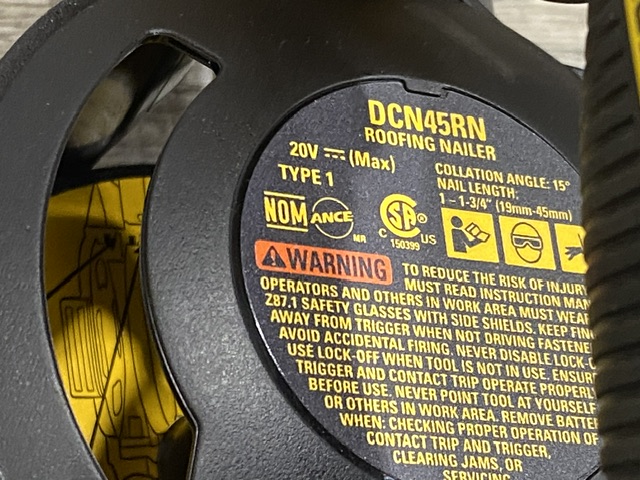 DCN45RN
ROOFING NAILER
20V ⎓ (Max)
TYPE 1
COLLATION ANGLE: 15°
NAIL LENGTH:
1 - 1-3/4" (19mm-45mm)
NOM ANCE MR
C SA ® US
150399
⚠WARNING TO REDUCE THE RISK OF INJURY
MUST READ INSTRUCTION
OPERATORS AND OTHERS IN WORK AREA MUST WEAR
Z87.1 SAFETY GLASSES WITH SIDE SHIELDS. KEEP
AWAY FROM TRIGGER WHEN NOT DRIVING
AVOID ACCIDENTAL FIRING. NEVER DISABLE
USE LOCK-OFF WHEN TOOL IS NOT IN USE.
TRIGGER AND CONTACT TRIP OPERATE
BEFORE USE. NEVER POINT TOOL AT YOURSELF
OR OTHERS IN WORK AREA. REMOVE
WHEN: CHECKING PROPER OPERATION OF
CONTACT TRIP AND TRIGGER,
CLEARING JAMS, OR
SERVICING